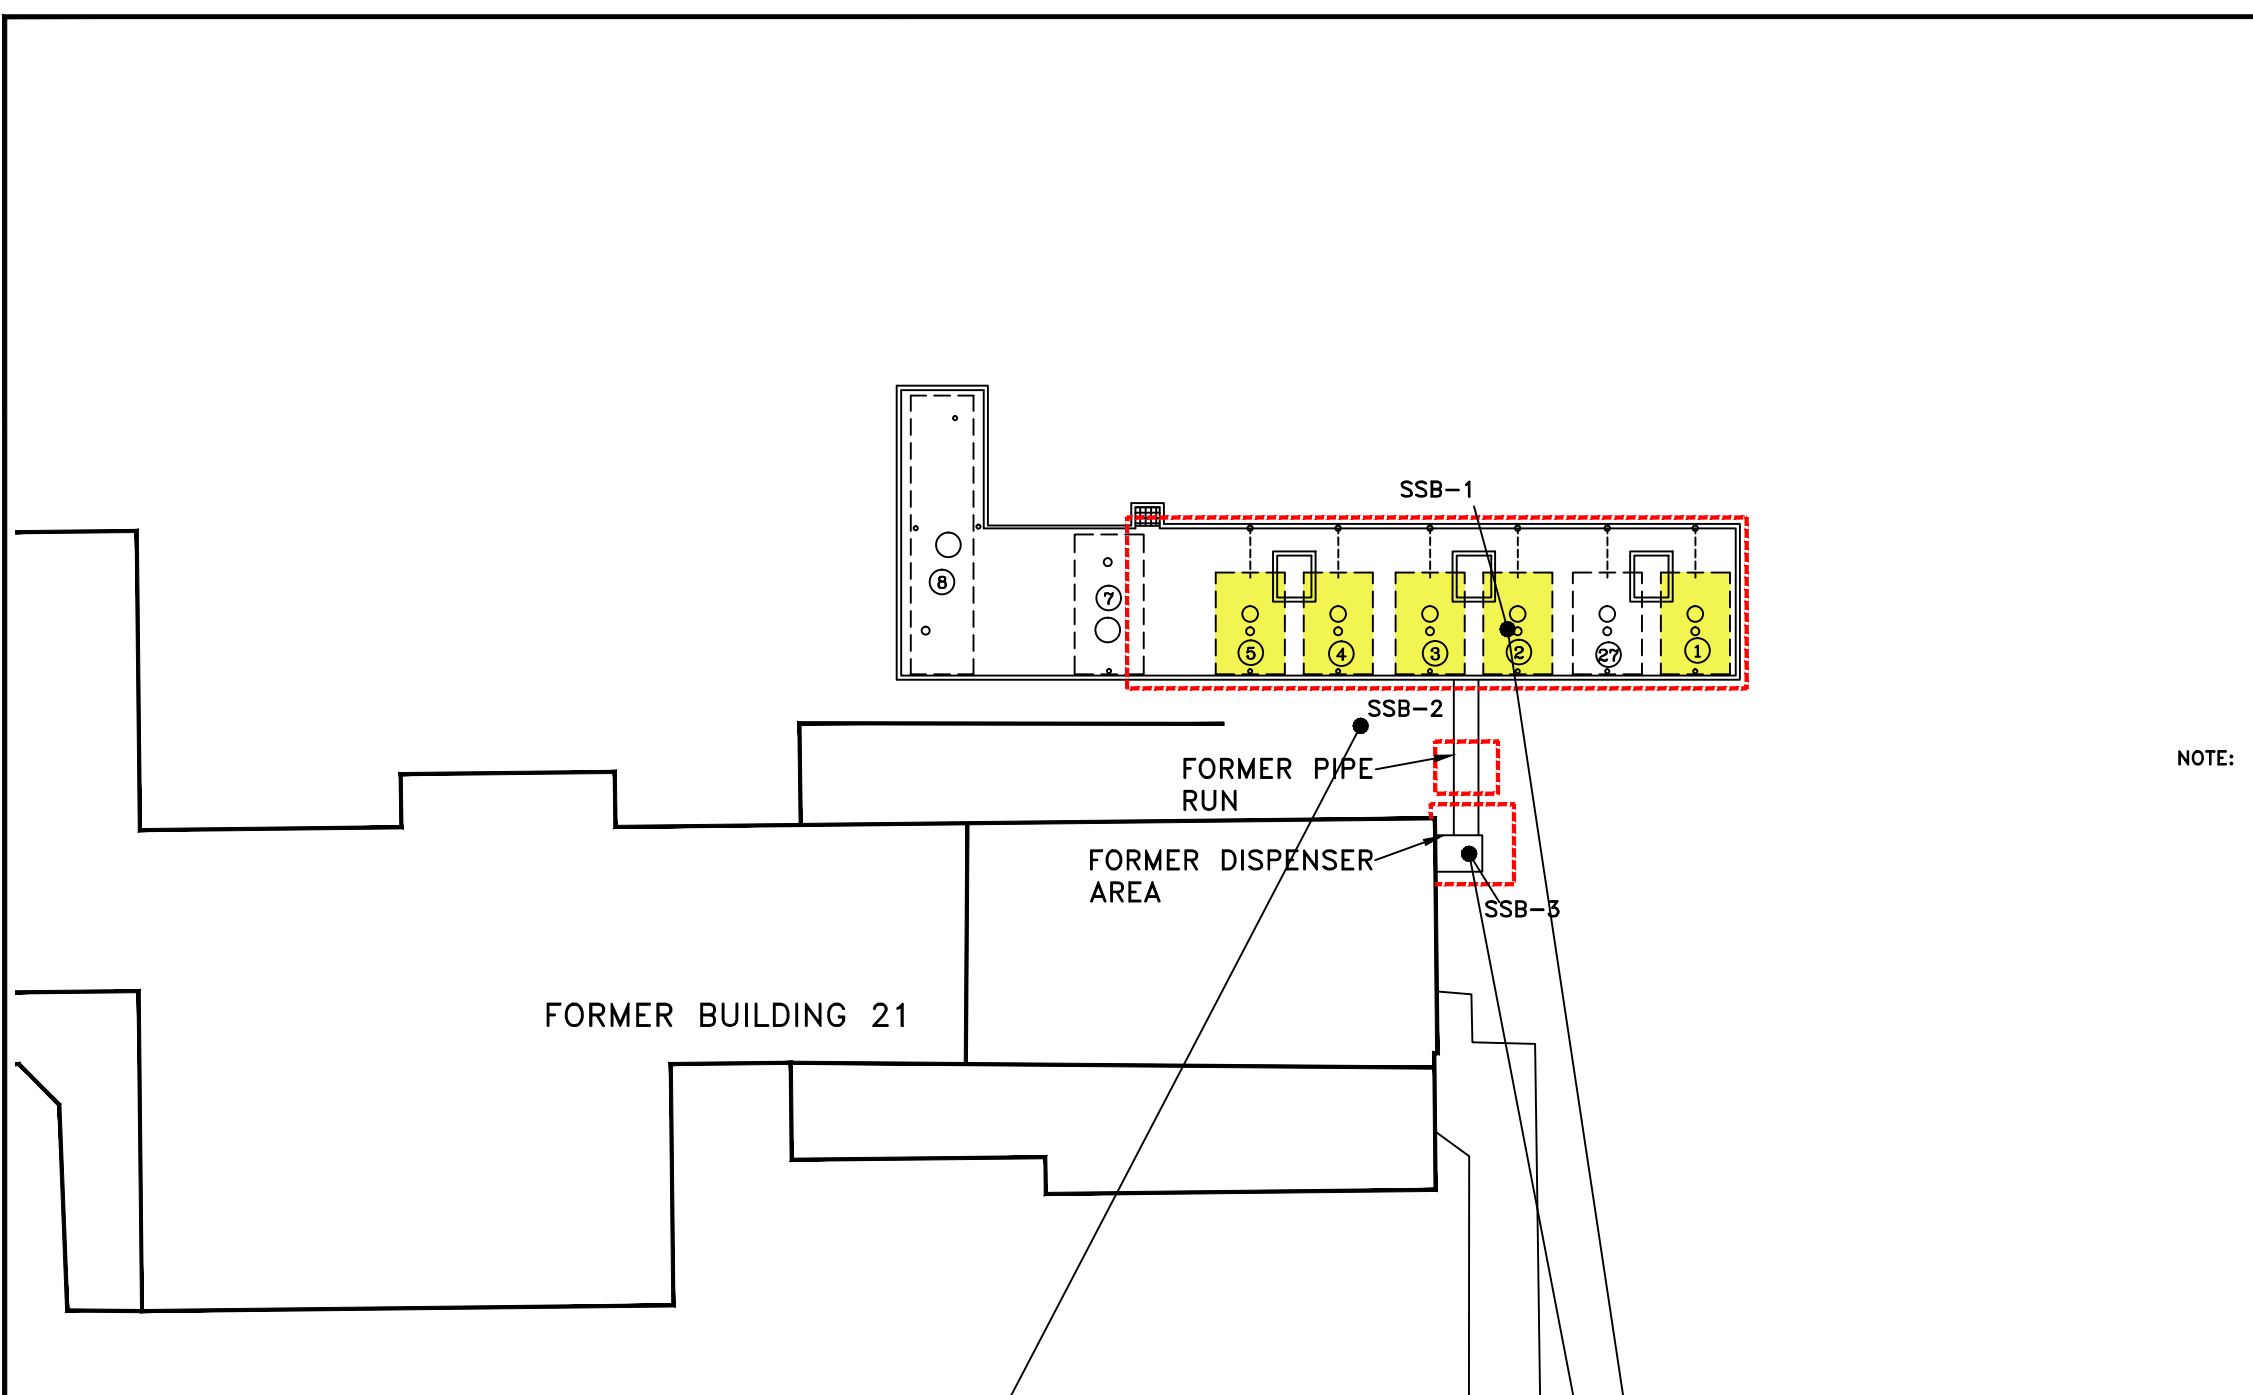 SSB-1
8
7
5
4
3
2
27
1
SSB-2
FORMER PIPE
RUN
NOTE:
FORMER DISPENSER
AREA
SSB-3
FORMER BUILDING 21